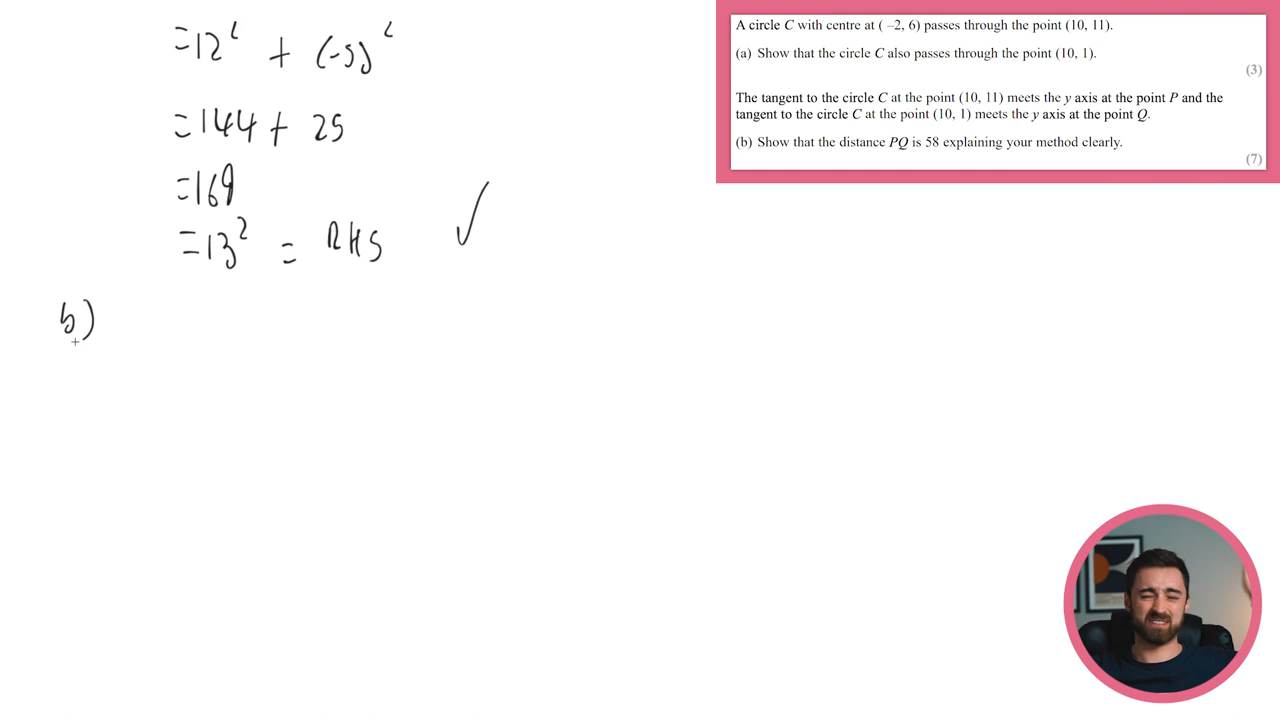 =12² + (-5)²
=144 + 25
=169
=13² = RHS ✓
b)
A circle C with centre at ( –2, 6) passes through the point (10, 11).
(a) Show that the circle C also passes through the point (10, 1).
(3)
The tangent to the circle C at the point (10, 11) meets the y axis at the point P and the
tangent to the circle C at the point (10, 1) meets the y axis at the point Q.
(b) Show that the distance PQ is 58 explaining your method clearly.
(7)